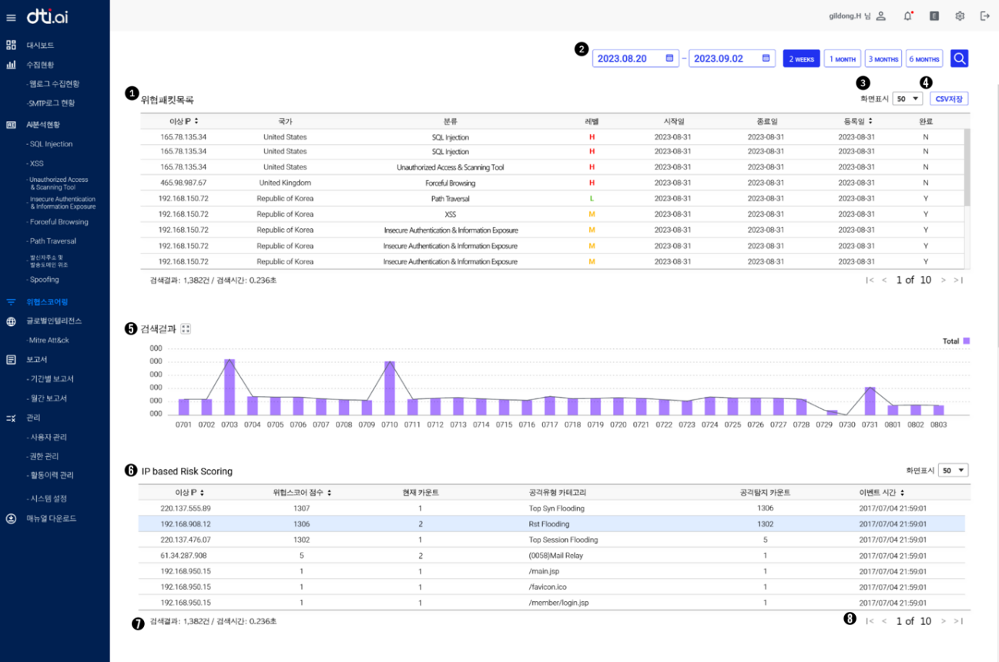 dti.ai
gildong.H 님
E
대시보드
수집현황
- 웹로그 수집현황
-SMTP로그 현황
AI분석현황
- SQL Injection
- XSS
- Unauthorized Access
& Scanning Tool
- Insecure Authentication
& Information Exposure
- Forceful Browsing
- Path Traversal
- 발신자주소 및
발송도메인 위조
- Spoofing
위협스코어링
글로벌인텔리전스
-Mitre Att&ck
보고서
- 기간별 보고서
- 월간 보고서
관리
- 사용자 관리
- 권한 관리
- 활동이력 관리
- 시스템 설정
매뉴얼 다운로드
2 2023.08.20 – 2023.09.02 2 WEEKS 1 MONTH 3 MONTHS 6 MONTHS
3 4
1 위협패킷목록 화면표시 50 CSV저장
이상 IP 국가 분류 레벨 시작일 종료일 등록일 완료
165.78.135.34 United States SQL Injection H 2023-08-31 2023-08-31 2023-08-31 N
165.78.135.34 United States SQL Injection H 2023-08-31 2023-08-31 2023-08-31 N
165.78.135.34 United States Unauthorized Access & Scanning Tool H 2023-08-31 2023-08-31 2023-08-31 N
465.98.987.67 United Kingdom Forceful Browsing H 2023-08-31 2023-08-31 2023-08-31 N
192.168.150.72 Republic of Korea Path Traversal L 2023-08-31 2023-08-31 2023-08-31 Y
192.168.150.72 Republic of Korea XSS M 2023-08-31 2023-08-31 2023-08-31 Y
192.168.150.72 Republic of Korea Insecure Authentication & Information Exposure M 2023-08-31 2023-08-31 2023-08-31 Y
192.168.150.72 Republic of Korea Insecure Authentication & Information Exposure M 2023-08-31 2023-08-31 2023-08-31 Y
192.168.150.72 Republic of Korea Insecure Authentication & Information Exposure M 2023-08-31 2023-08-31 2023-08-31 Y
검색결과: 1,382건 / 검색시간: 0.236초 |< < 1 of 10 > >|
5 검색결과
Total
000
000
000
000
000
000
0701 0702 0703 0704 0705 0706 0707 0708 0709 0710 0711 0712 0713 0714 0715 0716 0717 0718 0719 0720 0721 0722 0723 0724 0725 0726 0727 0728 0729 0730 0731 0801 0802 0803
6 IP based Risk Scoring 화면표시 50
이상 IP 위협스코어 점수 현재 카운트 공격유형 카테고리 공격탐지 카운트 이벤트 시간
220.137.555.89 1307 1 Top Syn Flooding 1306 2017/07/04 21:59:01
192.168.908.12 1306 2 Rst Flooding 1302 2017/07/04 21:59:01
220.137.476.07 1302 1 Top Session Flooding 5 2017/07/04 21:59:01
61.34.287.908 5 2 (0058)Mail Relay 1 2017/07/04 21:59:01
192.168.950.15 1 1 /main.jsp 1 2017/07/04 21:59:01
192.168.950.15 1 1 /favicon.ico 1 2017/07/04 21:59:01
192.168.950.15 1 1 /member/login.jsp 1 2017/07/04 21:59:01
7 검색결과: 1,382건 / 검색시간: 0.236초 8 |< < 1 of 10 > >|